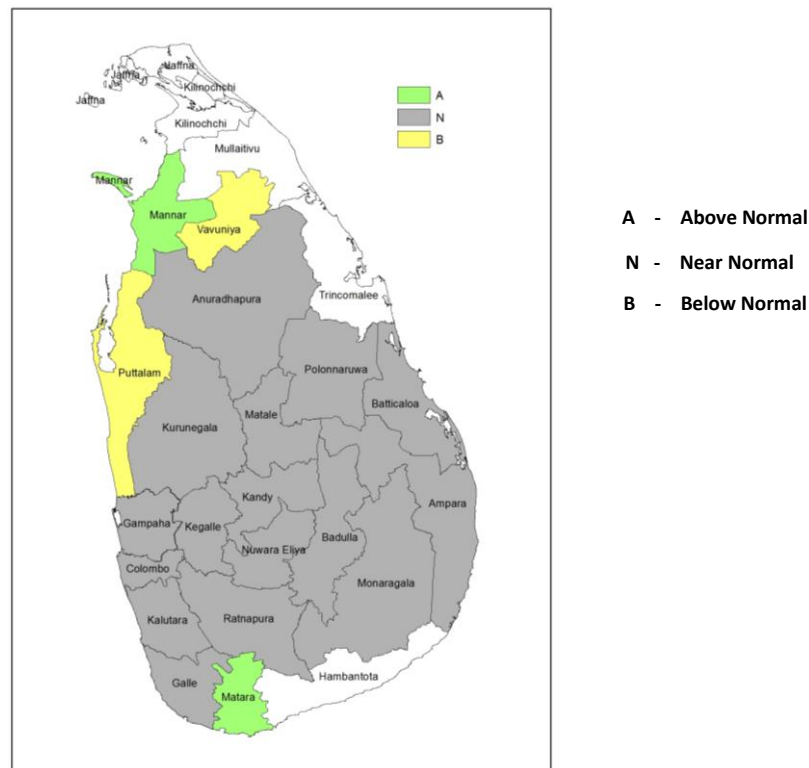 Jaffna
Jaffna
Kilinochchi
Jaffna
Kilinochchi
Mullaitivu
Mannar
Mannar
Vavuniya
Anuradhapura
Trincomalee
Puttalam
Polonnaruwa
Batticaloa
Matale
Kurunegala
Kandy
Ampara
Gampaha
Kegalle
Badulla
Nuwara Eliya
Colombo
Monaragala
Kalutara
Ratnapura
Hambantota
Galle
Matara
A
N
B
A - Above Normal
N - Near Normal
B - Below Normal